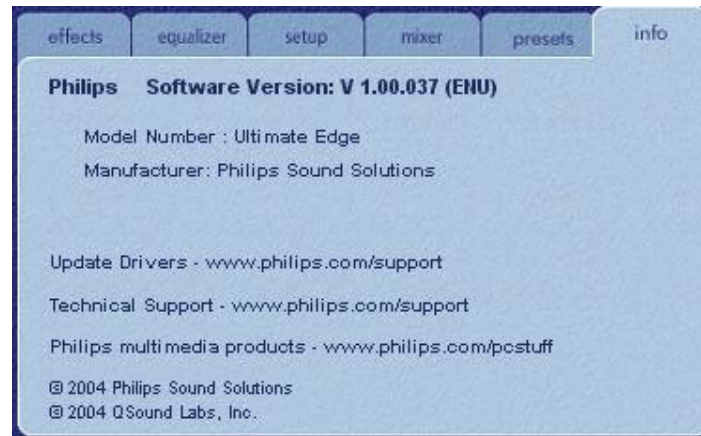 effects equalizer setup mixer presets info
Philips Software Version: V 1.00.037 (ENU)
Model Number : Ultimate Edge
Manufacturer: Philips Sound Solutions
Update Drivers - www.philips.com/support
Technical Support - www.philips.com/support
Philips multimedia products - www.philips.com/pcstuff
© 2004 Philips Sound Solutions
© 2004 QSound Labs, Inc.